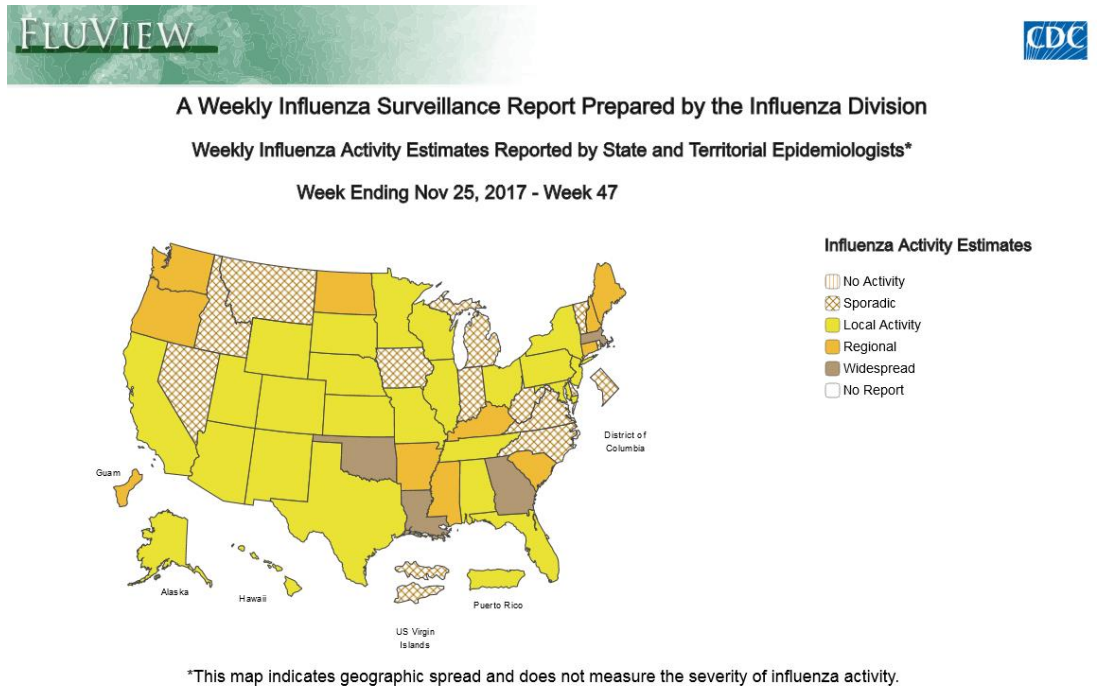 FLUVIEW
CDC
A Weekly Influenza Surveillance Report Prepared by the Influenza Division
Weekly Influenza Activity Estimates Reported by State and Territorial Epidemiologists*
Week Ending Nov 25, 2017 - Week 47
Influenza Activity Estimates
No Activity
Sporadic
Local Activity
Regional
Widespread
No Report
District of
Columbia
Guam
Alaska
Hawaii
Puerto Rico
US Virgin
Islands
*This map indicates geographic spread and does not measure the severity of influenza activity.